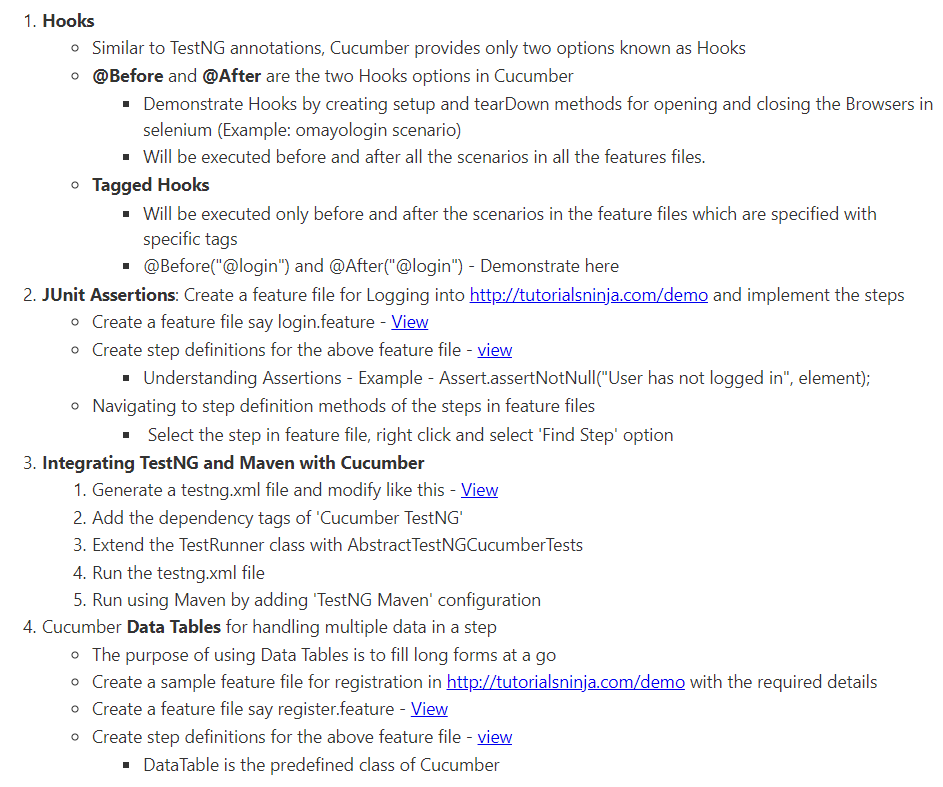 1. Hooks
Similar to TestNG annotations, Cucumber provides only two options known as Hooks
@Before and @After are the two Hooks options in Cucumber
Demonstrate Hooks by creating setup and tearDown methods for opening and closing the Browsers in
selenium (Example: omayologin scenario)
Will be executed before and after all the scenarios in all the features files.
Tagged Hooks
Will be executed only before and after the scenarios in the feature files which are specified with
specific tags
@Before("@login") and @After("@login") - Demonstrate here
2. JUnit Assertions: Create a feature file for Logging into http://tutorialsninja.com/demo and implement the steps
Create a feature file say login.feature - View
Create step definitions for the above feature file - view
Understanding Assertions - Example - Assert.assertNotNull("User has not logged in", element);
Navigating to step definition methods of the steps in feature files
Select the step in feature file, right click and select 'Find Step' option
3. Integrating TestNG and Maven with Cucumber
1. Generate a testng.xml file and modify like this - View
2. Add the dependency tags of 'Cucumber TestNG'
3. Extend the TestRunner class with AbstractTestNGCucumberTests
4. Run the testng.xml file
5. Run using Maven by adding 'TestNG Maven' configuration
4. Cucumber Data Tables for handling multiple data in a step
The purpose of using Data Tables is to fill long forms at a go
Create a sample feature file for registration in http://tutorialsninja.com/demo with the required details
Create a feature file say register.feature - View
Create step definitions for the above feature file - view
DataTable is the predefined class of Cucumber